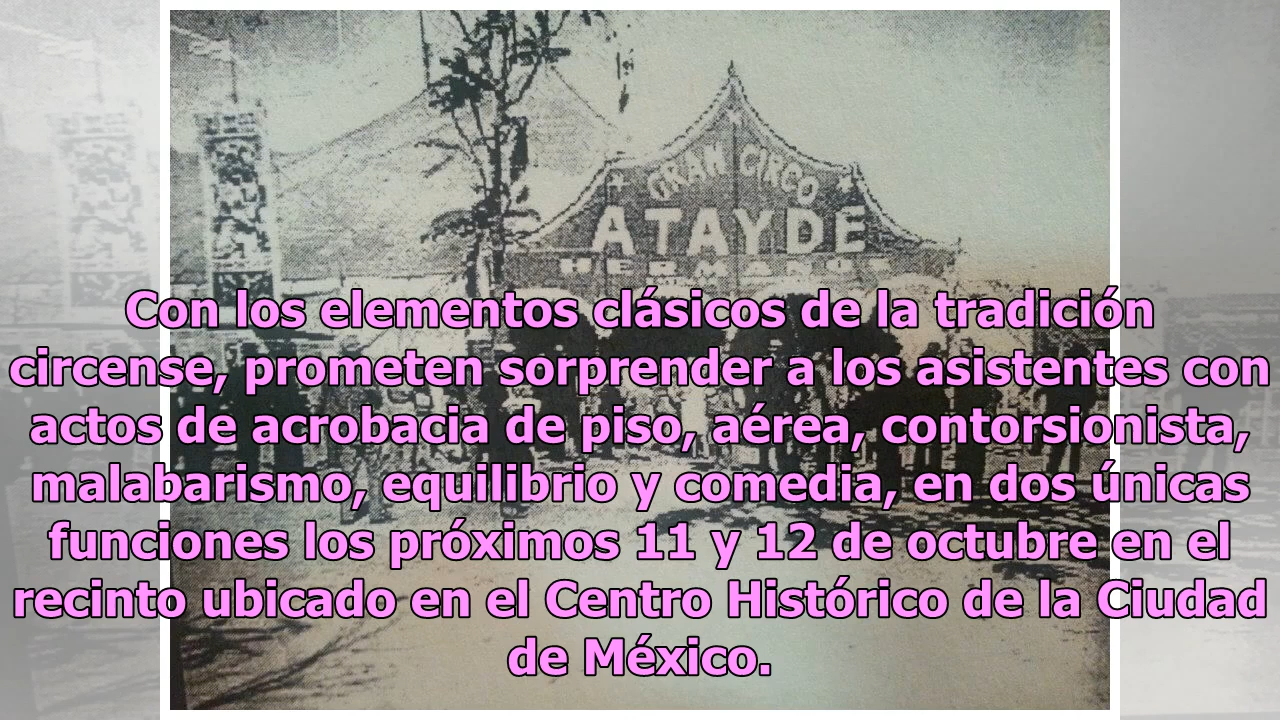 GRAN CIRCO
ATAYDE
HERMANOS
Con los elementos clásicos de la tradición
circense, prometen sorprender a los asistentes con
actos de acrobacia de piso, aérea, contorsionista,
malabarismo, equilibrio y comedia, en dos únicas
funciones los próximos 11 y 12 de octubre en el
recinto ubicado en el Centro Histórico de la Ciudad
de México.